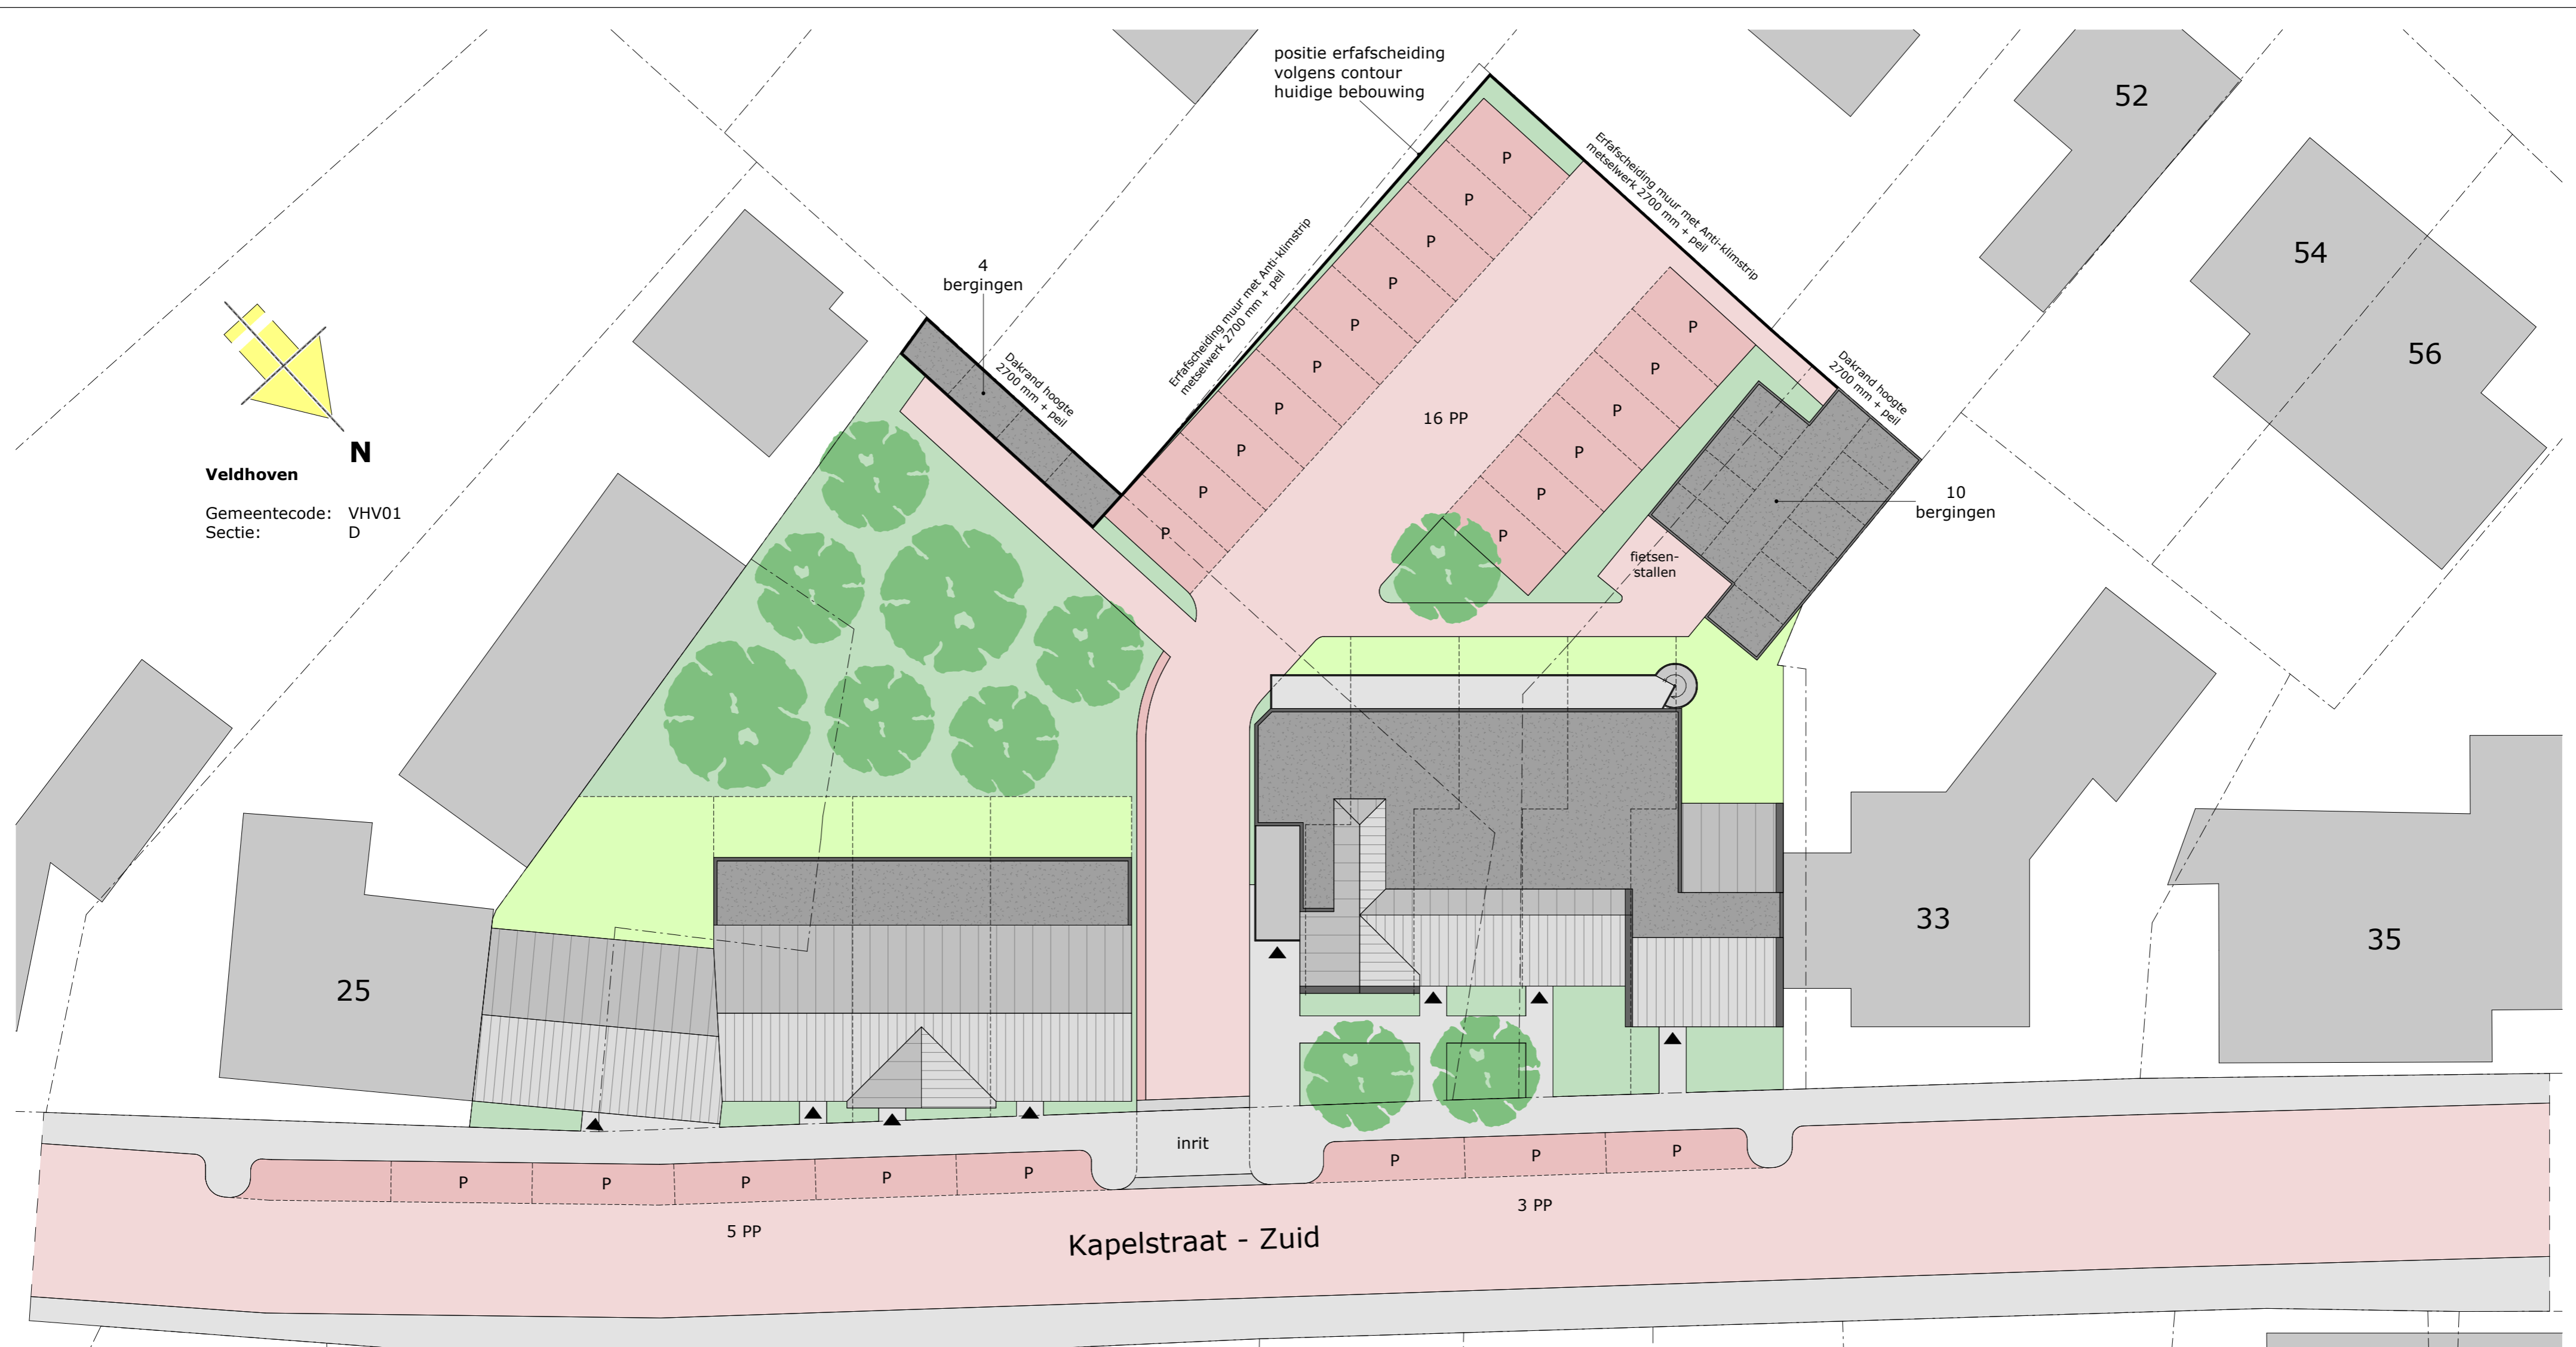 positie erfafscheiding
volgens contour
huidige bebouwing
52
Erfafscheiding muur met Anti-klimstrip
metselwerk 2700 mm + peil
P
P
P
P
P
P
P
P
P
P
Erfafscheiding muur met Anti-klimstrip
metselwerk 2700 mm + peil
54
56
4
bergingen
Dakrand hoogte
2700 mm + peil
P
P
P
P
P
P
16 PP
Dakrand hoogte
2700 mm + peil
N
Veldhoven
Gemeentecode: VHV01
Sectie: D
10
bergingen
fietsen-
stallen
25
33
35
inrit
P
P
P
P
P
P
P
P
5 PP
3 PP
Kapelstraat - Zuid